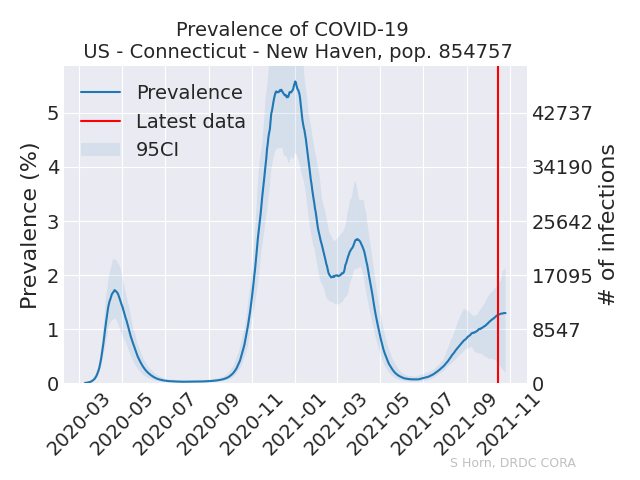 Prevalence of COVID-19
US - Connecticut - New Haven, pop. 854757
Prevalence
Latest data
95CI
Prevalence (%)
5
4
3
2
1
0
42737
34190
25642
17095
8547
0
# of infections
2020-03
2020-05
2020-07
2020-09
2020-11
2021-01
2021-03
2021-05
2021-07
2021-09
2021-11
S Horn, DRDC CORA